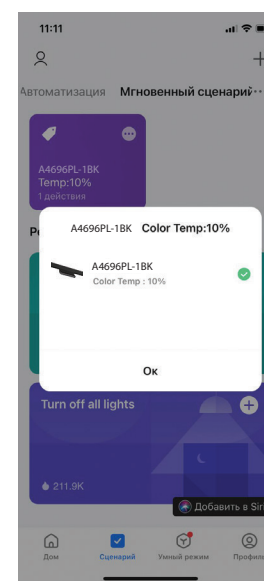 11:11
Автоматизация Мгновенный сценарий
A4696PL-1BK
Temp:10%
1 действия
A4696PL-1BK Color Temp:10%
A4696PL-1BK
Color Temp : 10%
Ок
Turn off all lights
211.9K
Добавить в Siri
Дом Сценарий Умный режим Профиль